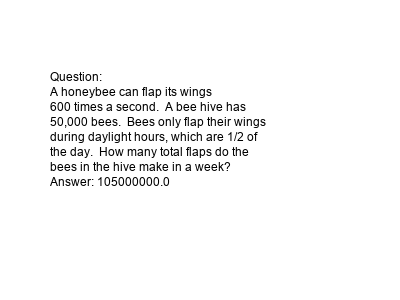 Question:
A honeybee can flap its wings
600 times a second.  A bee hive has
50,000 bees.  Bees only flap their wings
during daylight hours, which are 1/2 of
the day.  How many total flaps do the
bees in the hive make in a week?
Answer: 105000000.0